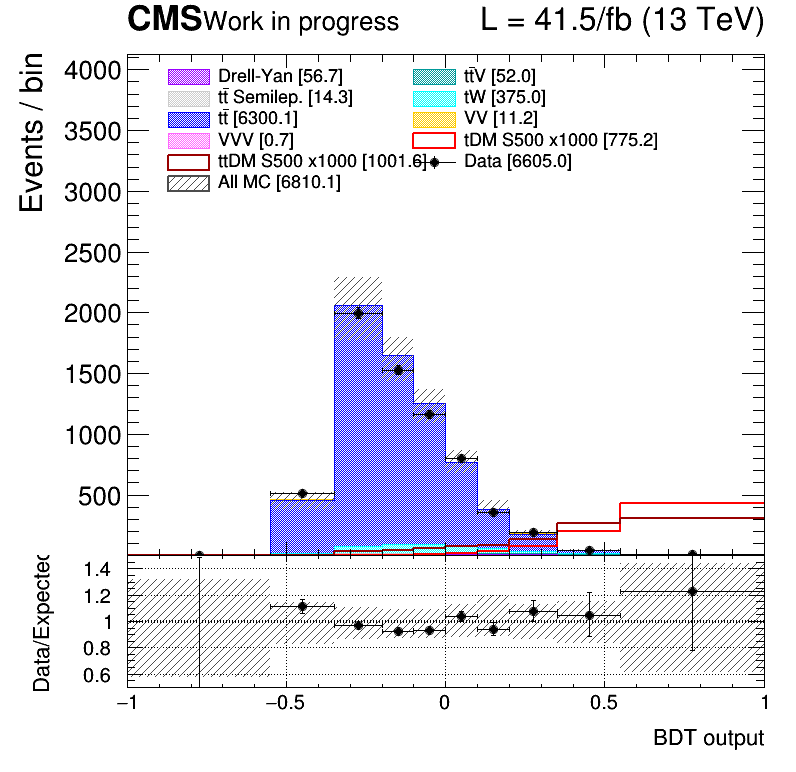 CMS Work in progress L = 41.5/fb (13 TeV)
Events / bin
4000
3500
3000
2500
2000
1500
1000
500
Drell-Yan [56.7]
tt̄ Semilep. [14.3]
tt̄ [6300.1]
VVV [0.7]
ttDM S500 x1000 [1001.6]
All MC [6810.1]
tt̄V [52.0]
tW [375.0]
VV [11.2]
tDM S500 x1000 [775.2]
Data [6605.0]
Data/Expected
1.4
1.2
1
0.8
0.6
−1 −0.5 0 0.5 1
BDT output